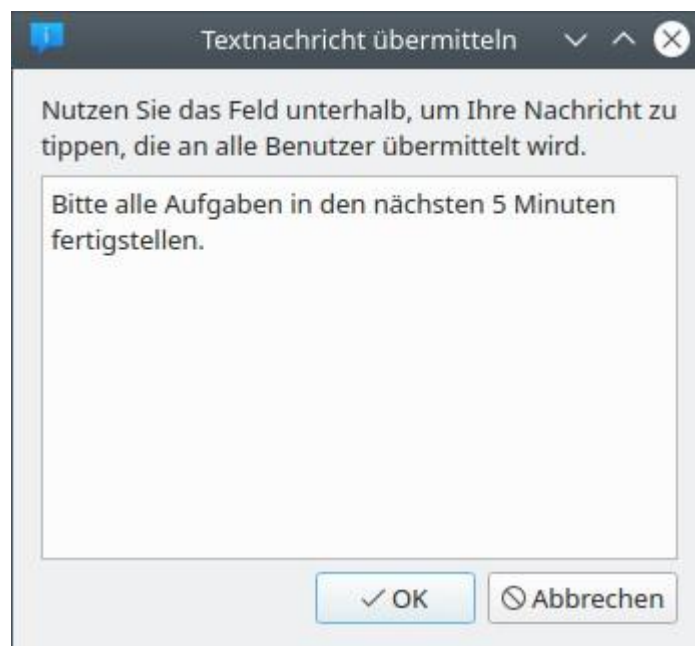 Textnachricht übermitteln
Nutzen Sie das Feld unterhalb, um Ihre Nachricht zu
tippen, die an alle Benutzer übermittelt wird.
Bitte alle Aufgaben in den nächsten 5 Minuten
fertigstellen.
OK
Abbrechen